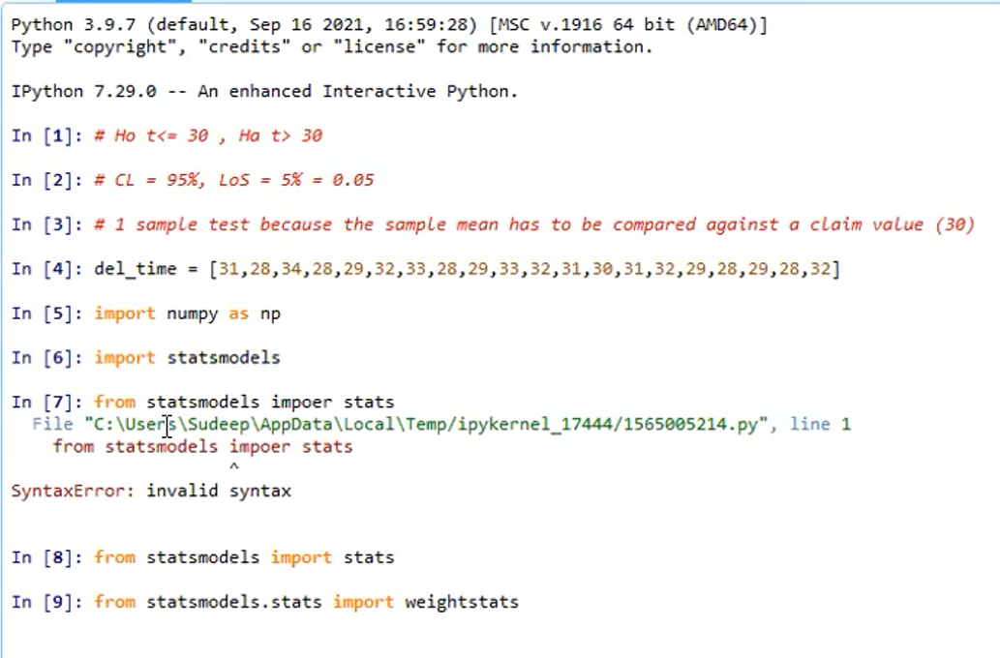 Python 3.9.7 (default, Sep 16 2021, 16:59:28) [MSC v.1916 64 bit (AMD64)]
Type "copyright", "credits" or "license" for more information.
IPython 7.29.0 -- An enhanced Interactive Python.
In [1]: # Ho t<= 30 , Ha t> 30
In [2]: # CL = 95%, LoS = 5% = 0.05
In [3]: # 1 sample test because the sample mean has to be compared against a claim value (30)
In [4]: del_time = [31,28,34,28,29,32,33,28,29,33,32,31,30,31,32,29,28,29,28,32]
In [5]: import numpy as np
In [6]: import statsmodels
In [7]: from statsmodels impoer stats
File "C:\Users\Sudeep\AppData\Local\Temp/ipykernel_17444/1565005214.py", line 1
from statsmodels impoer stats
^
SyntaxError: invalid syntax
In [8]: from statsmodels import stats
In [9]: from statsmodels.stats import weightstats